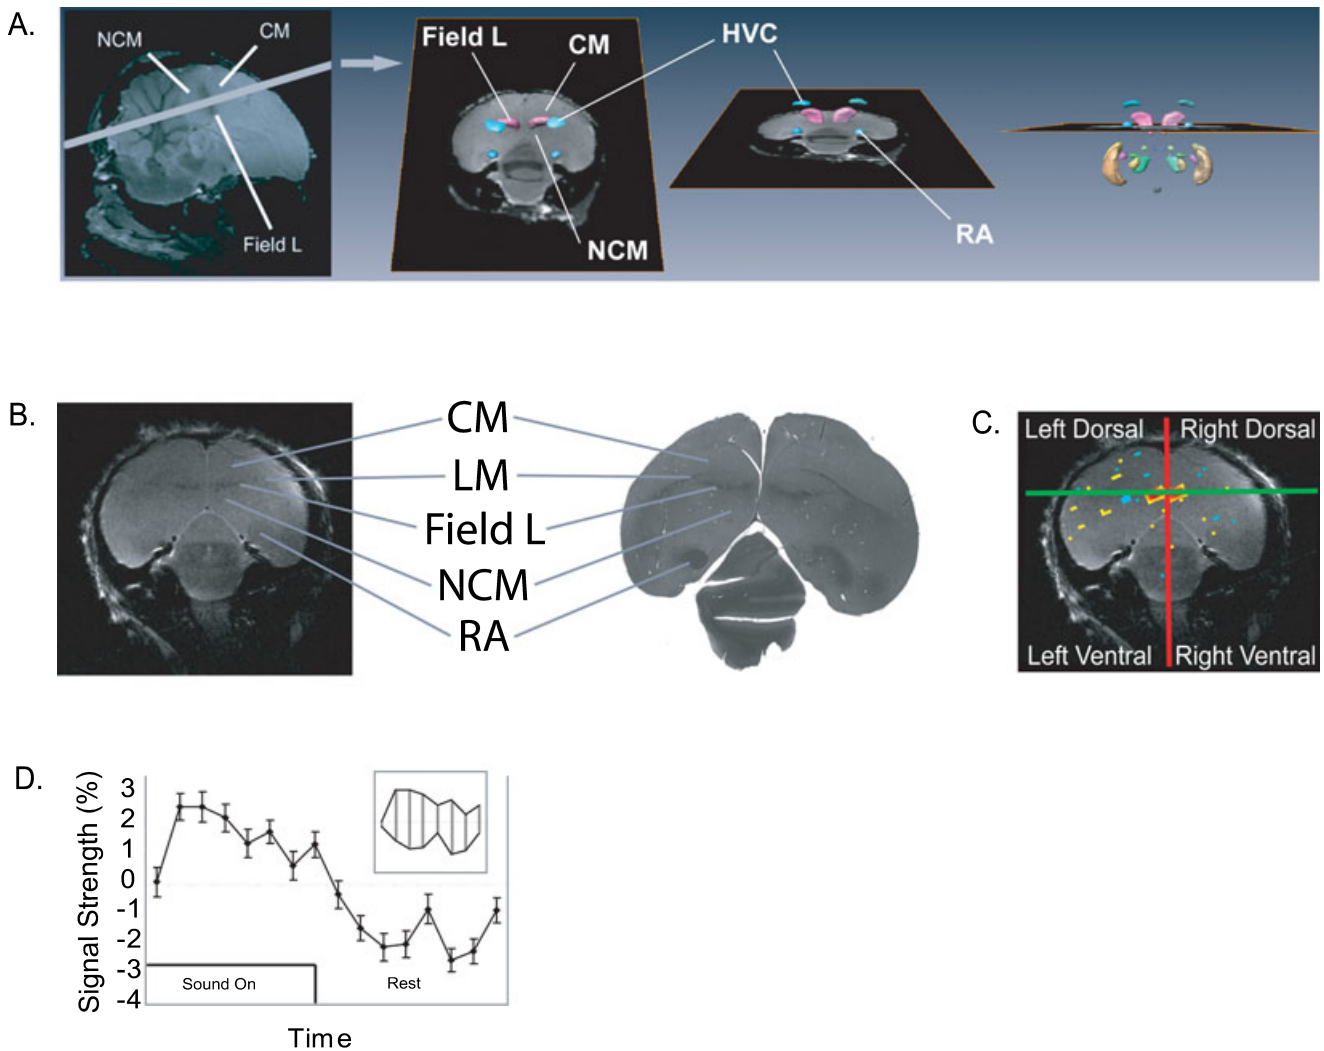 A.
NCM
CM
Field L
Field L
CM
HVC
NCM
RA
B.
CM
LM
Field L
NCM
RA
C.
Left Dorsal
Right Dorsal
Left Ventral
Right Ventral
D.
Signal Strength (%)
3
2
1
0
-1
-2
-3
-4
Sound On
Rest
Time